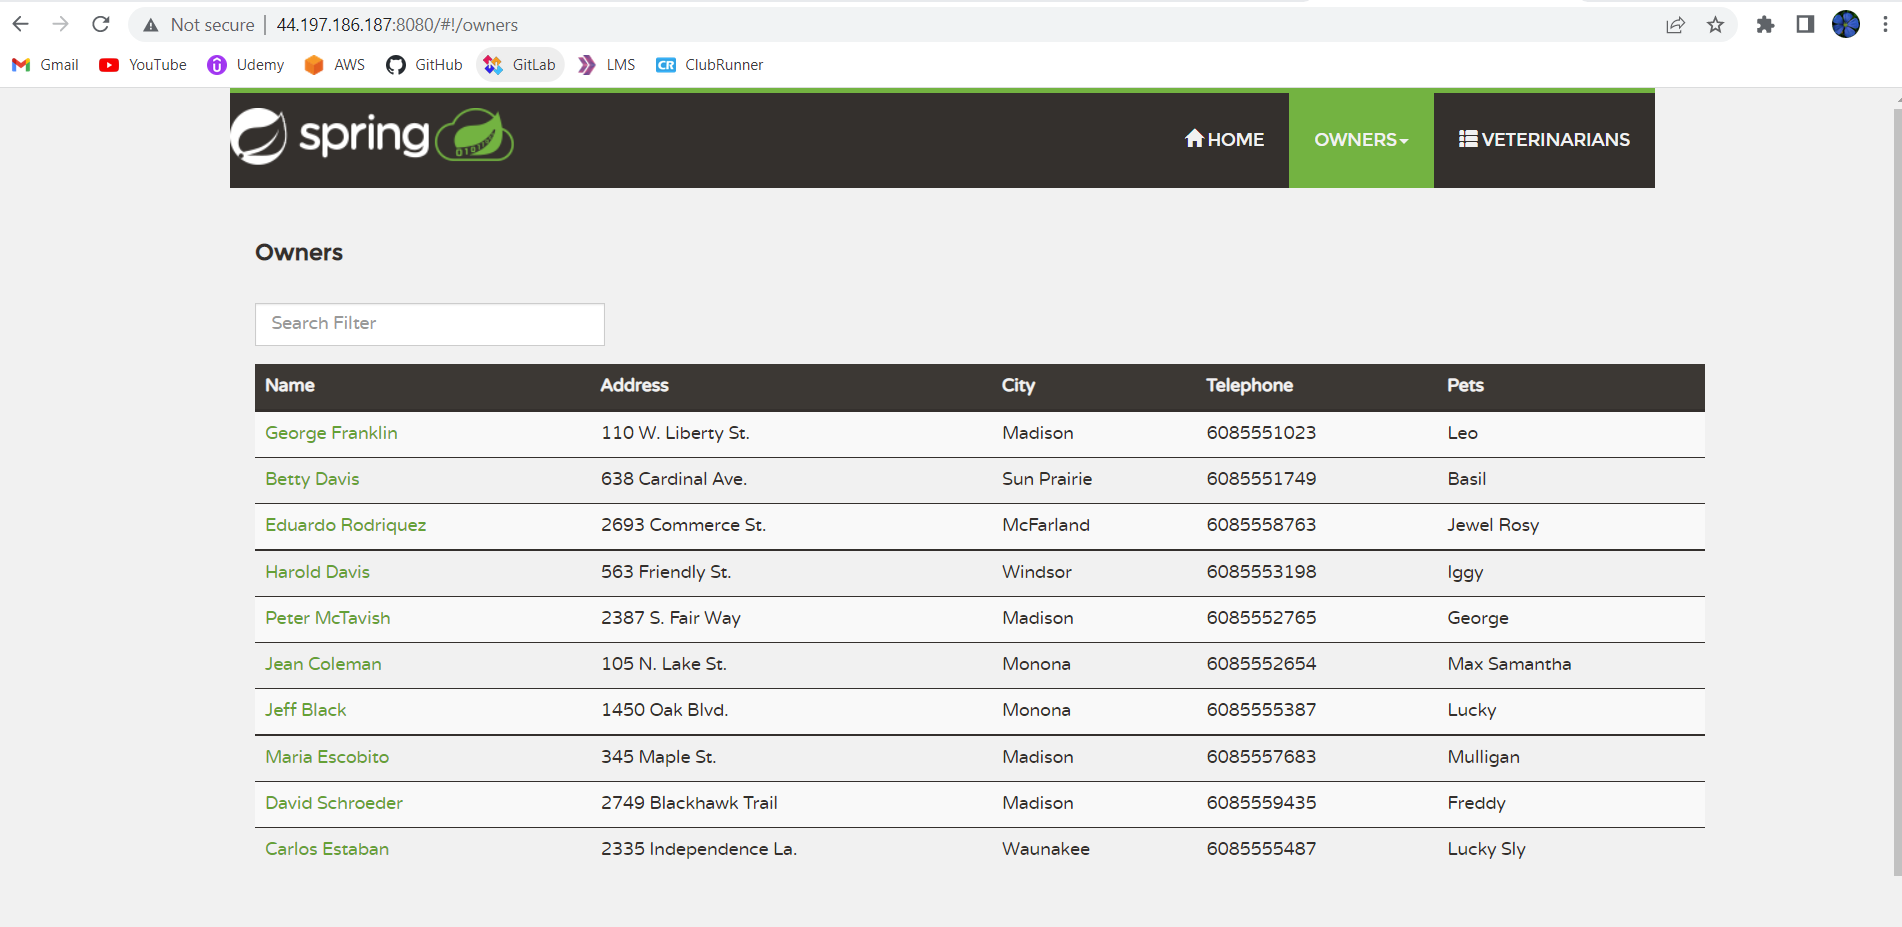 Not secure | 44.197.186.187:8080/#!/owners
Gmail YouTube Udemy AWS GitHub GitLab LMS CR ClubRunner
spring HOME OWNERS VETERINARIANS
Owners
Search Filter
Name Address City Telephone Pets
George Franklin 110 W. Liberty St. Madison 6085551023 Leo
Betty Davis 638 Cardinal Ave. Sun Prairie 6085551749 Basil
Eduardo Rodriquez 2693 Commerce St. McFarland 6085558763 Jewel Rosy
Harold Davis 563 Friendly St. Windsor 6085553198 Iggy
Peter McTavish 2387 S. Fair Way Madison 6085552765 George
Jean Coleman 105 N. Lake St. Monona 6085552654 Max Samantha
Jeff Black 1450 Oak Blvd. Monona 6085555387 Lucky
Maria Escobito 345 Maple St. Madison 6085557683 Mulligan
David Schroeder 2749 Blackhawk Trail Madison 6085559435 Freddy
Carlos Estaban 2335 Independence La. Waunakee 6085555487 Lucky Sly